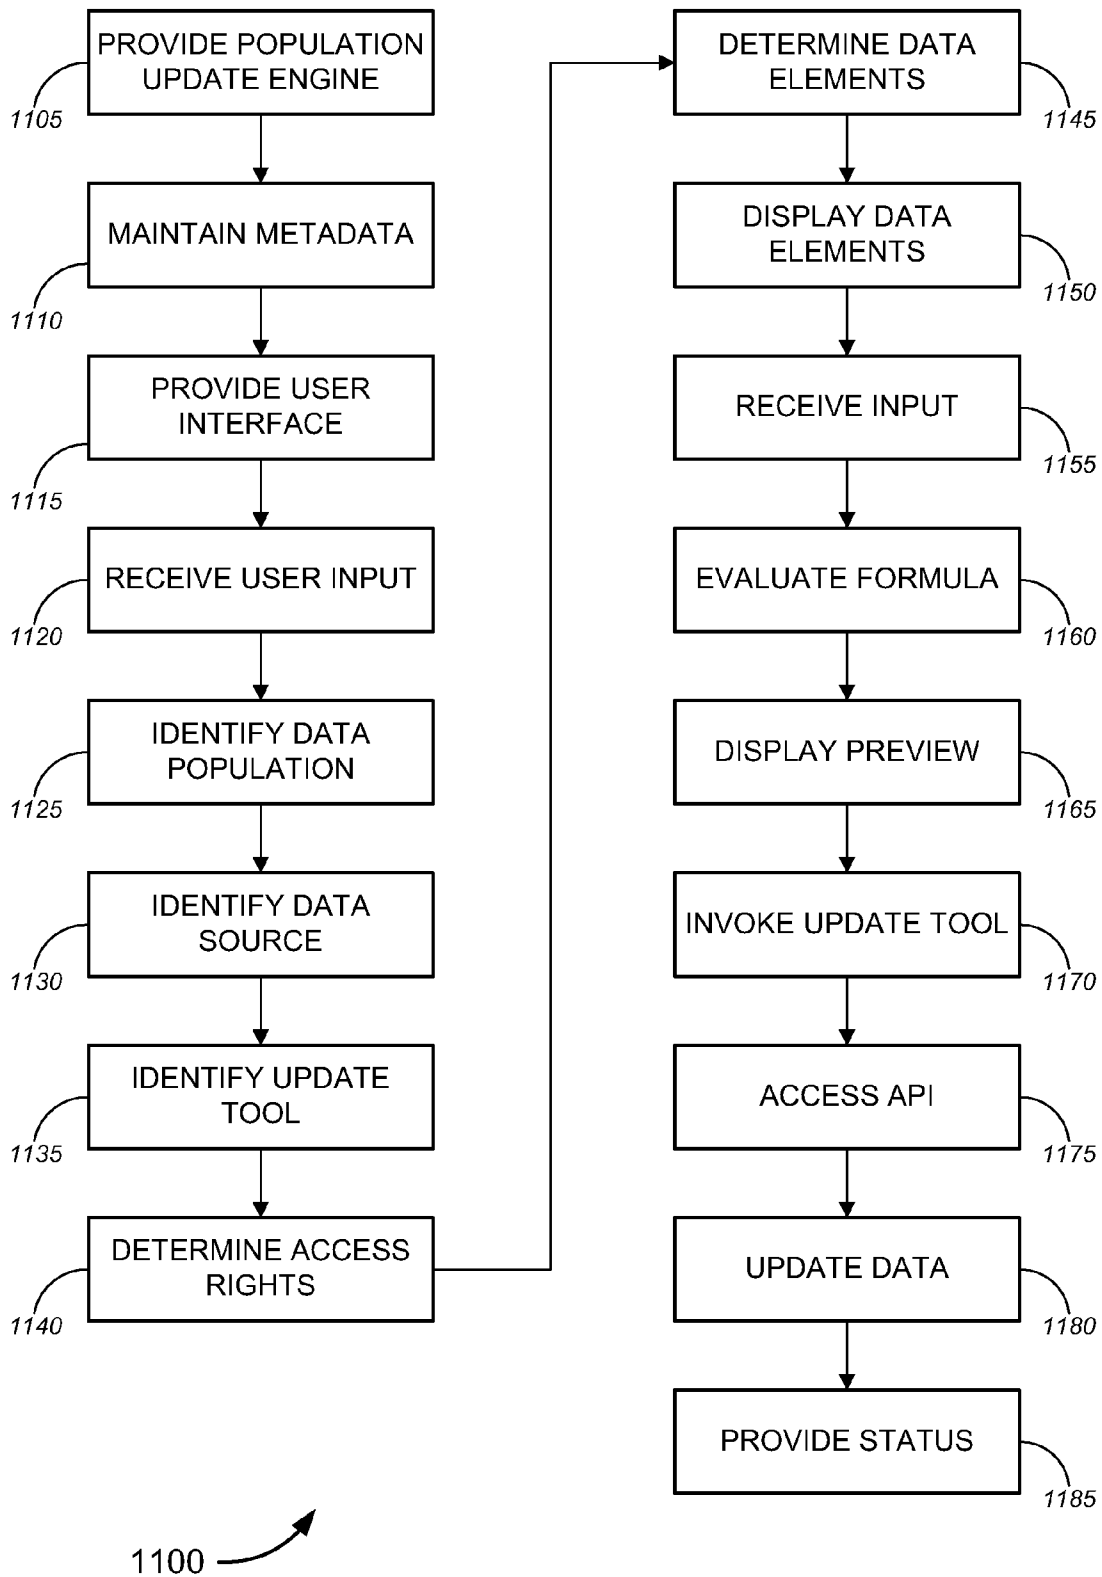 PROVIDE POPULATION
UPDATE ENGINE
1105
MAINTAIN METADATA
1110
PROVIDE USER
INTERFACE
1115
RECEIVE USER INPUT
1120
IDENTIFY DATA
POPULATION
1125
IDENTIFY DATA
SOURCE
1130
IDENTIFY UPDATE
TOOL
1135
DETERMINE ACCESS
RIGHTS
1140
DETERMINE DATA
ELEMENTS
1145
DISPLAY DATA
ELEMENTS
1150
RECEIVE INPUT
1155
EVALUATE FORMULA
1160
DISPLAY PREVIEW
1165
INVOKE UPDATE TOOL
1170
ACCESS API
1175
UPDATE DATA
1180
PROVIDE STATUS
1185
1100